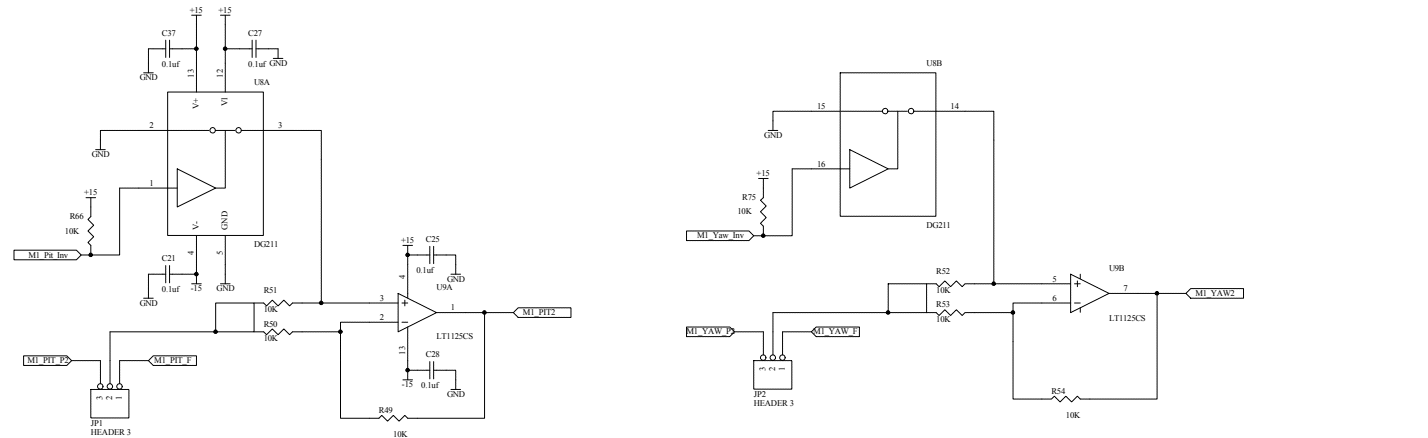 +15
+15
C37
C27
0.1uf
0.1uf
GND
GND
13
12
U8A
V+
Vl
2
3
GND
1
+15
R66
10K
V-
GND
M1_Pit_Inv
DG211
4
5
C21
0.1uf
-15
GND
GND
R51
10K
R50
10K
+15
C25
0.1uf
GND
4
U9A
3
2
1
M1_PIT2
LT1125CS
13
C28
0.1uf
-15
GND
M1_PIT_P2
M1_PIT_F
3
2
1
JP1
HEADER 3
R49
10K
U8B
15
14
GND
16
+15
R75
10K
M1_Yaw_Inv
DG211
R52
10K
R53
10K
U9B
5
6
7
M1_YAW2
LT1125CS
M1_YAW_F
3
2
1
JP2
HEADER 3
R54
10K